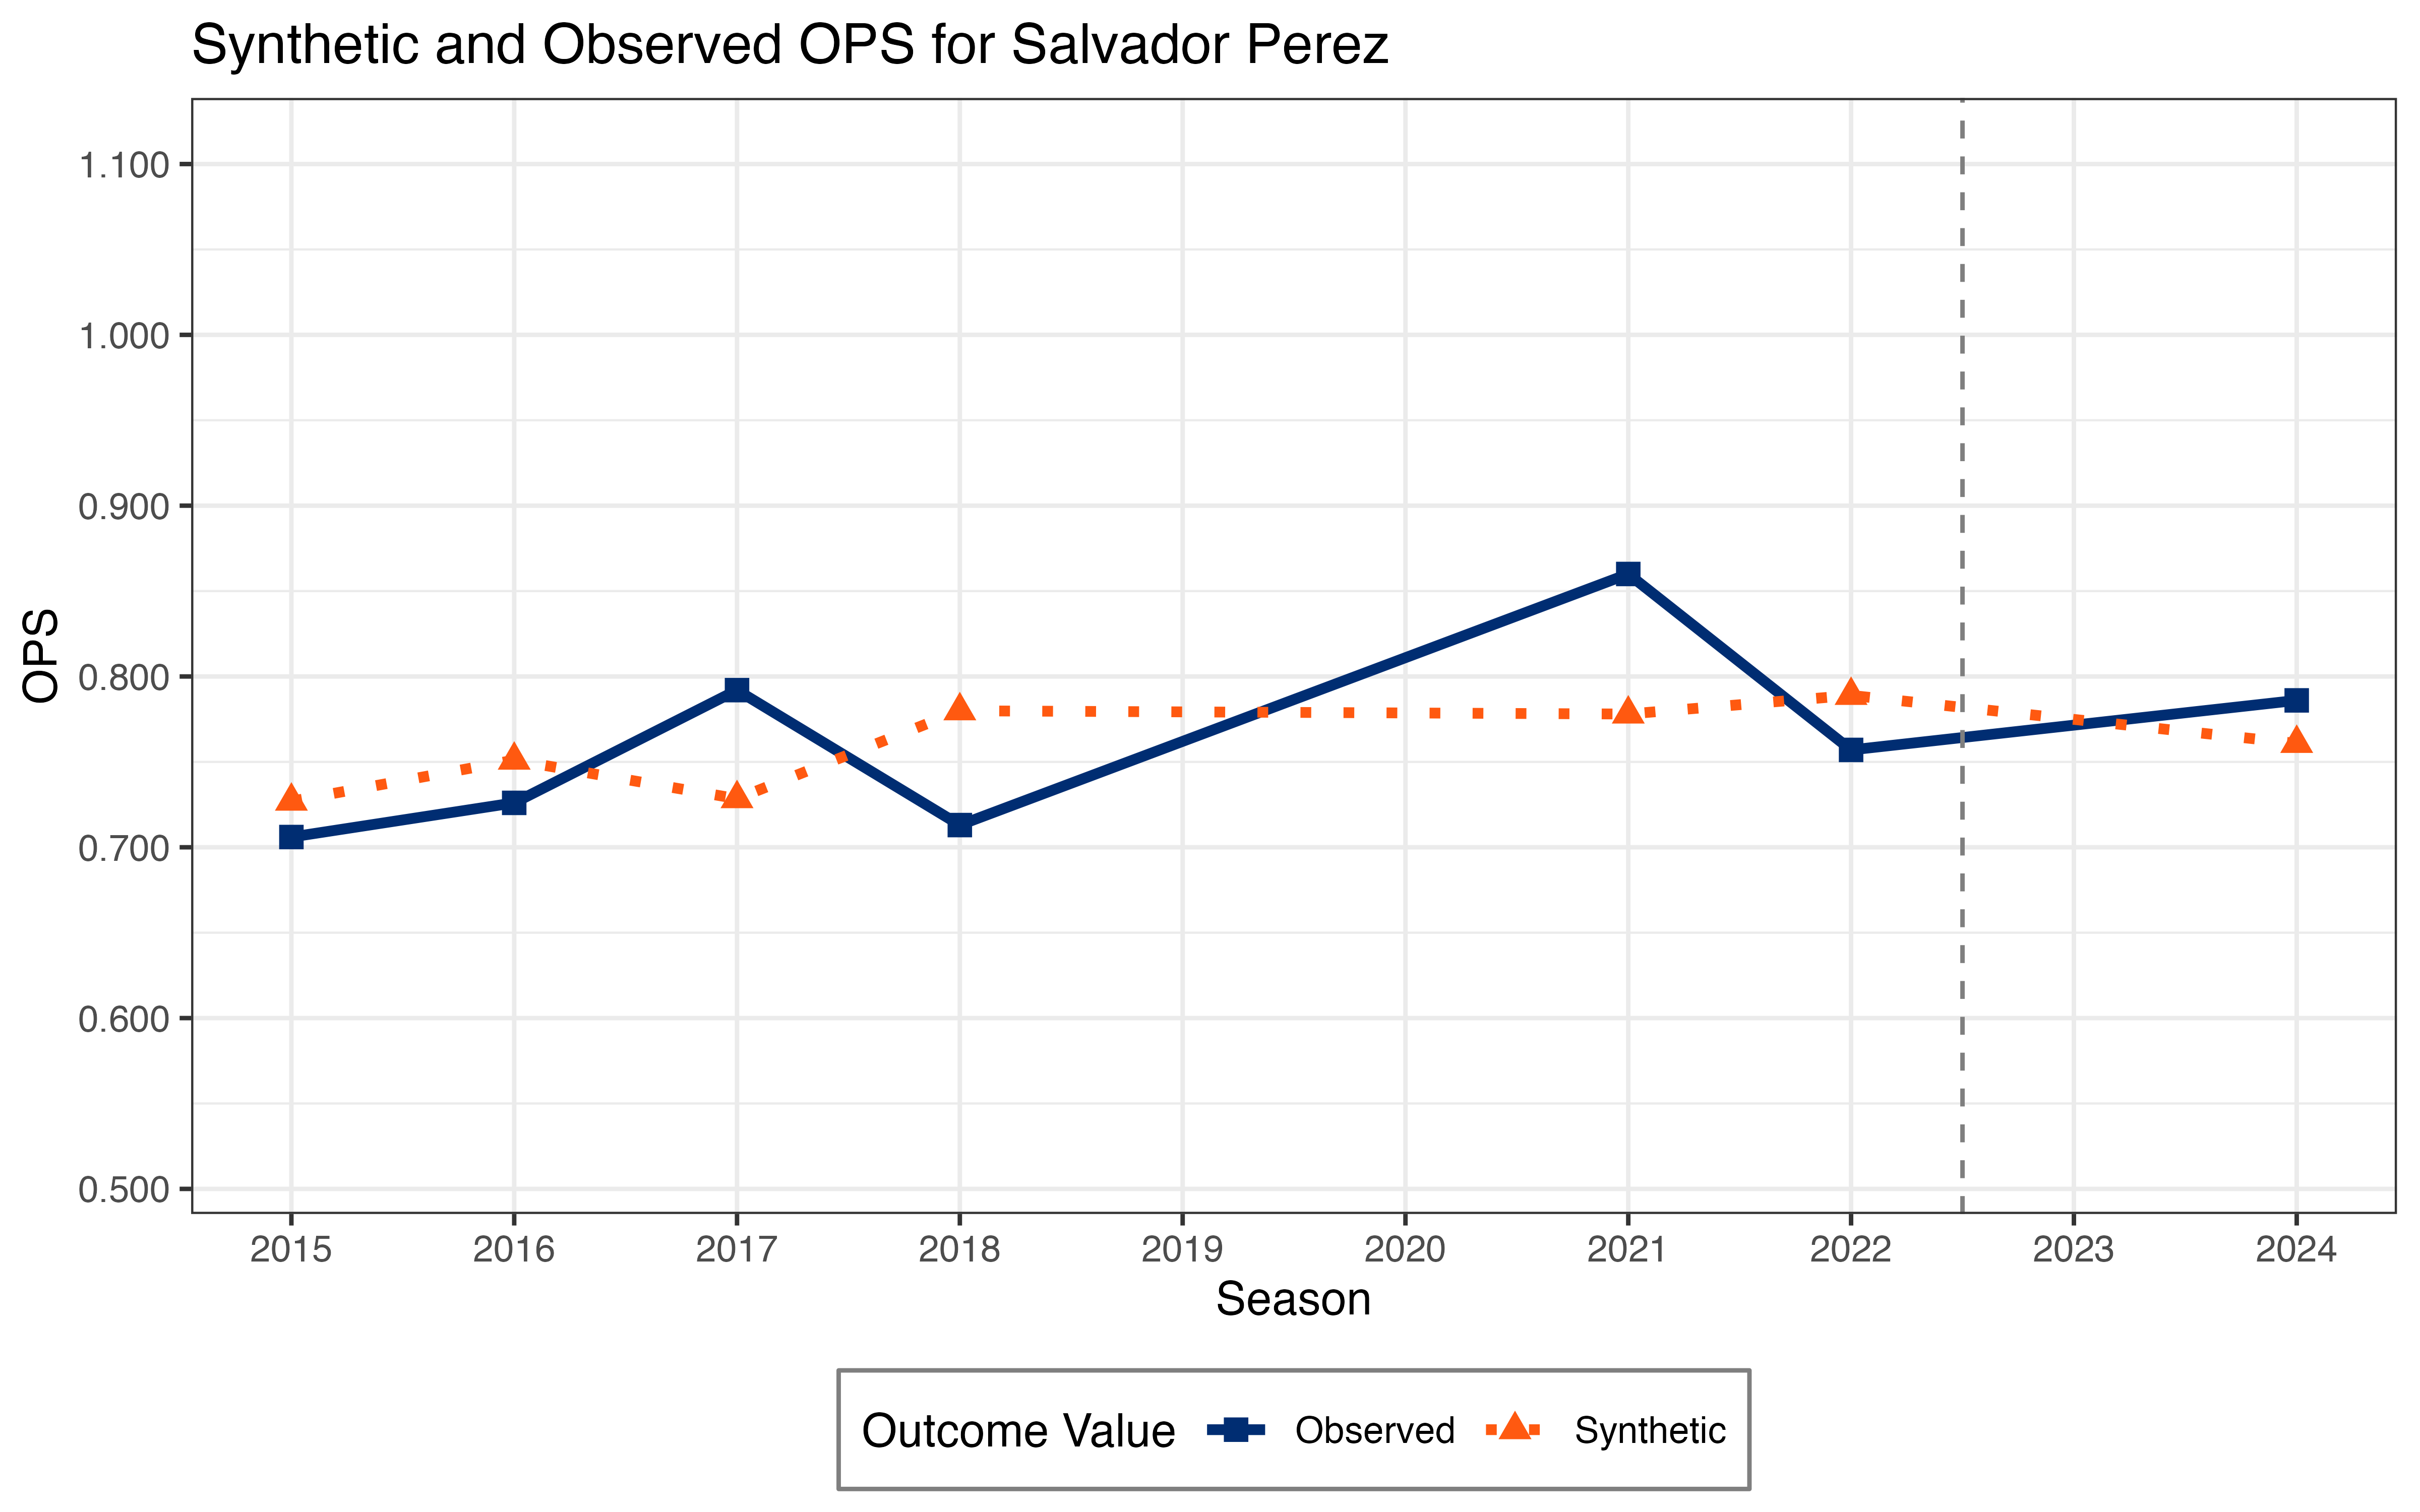 Synthetic and Observed OPS for Salvador Perez
OPS
1.100
1.000
0.900
0.800
0.700
0.600
0.500
2015 2016 2017 2018 2019 2020 2021 2022 2023 2024
Season
Outcome Value Observed Synthetic